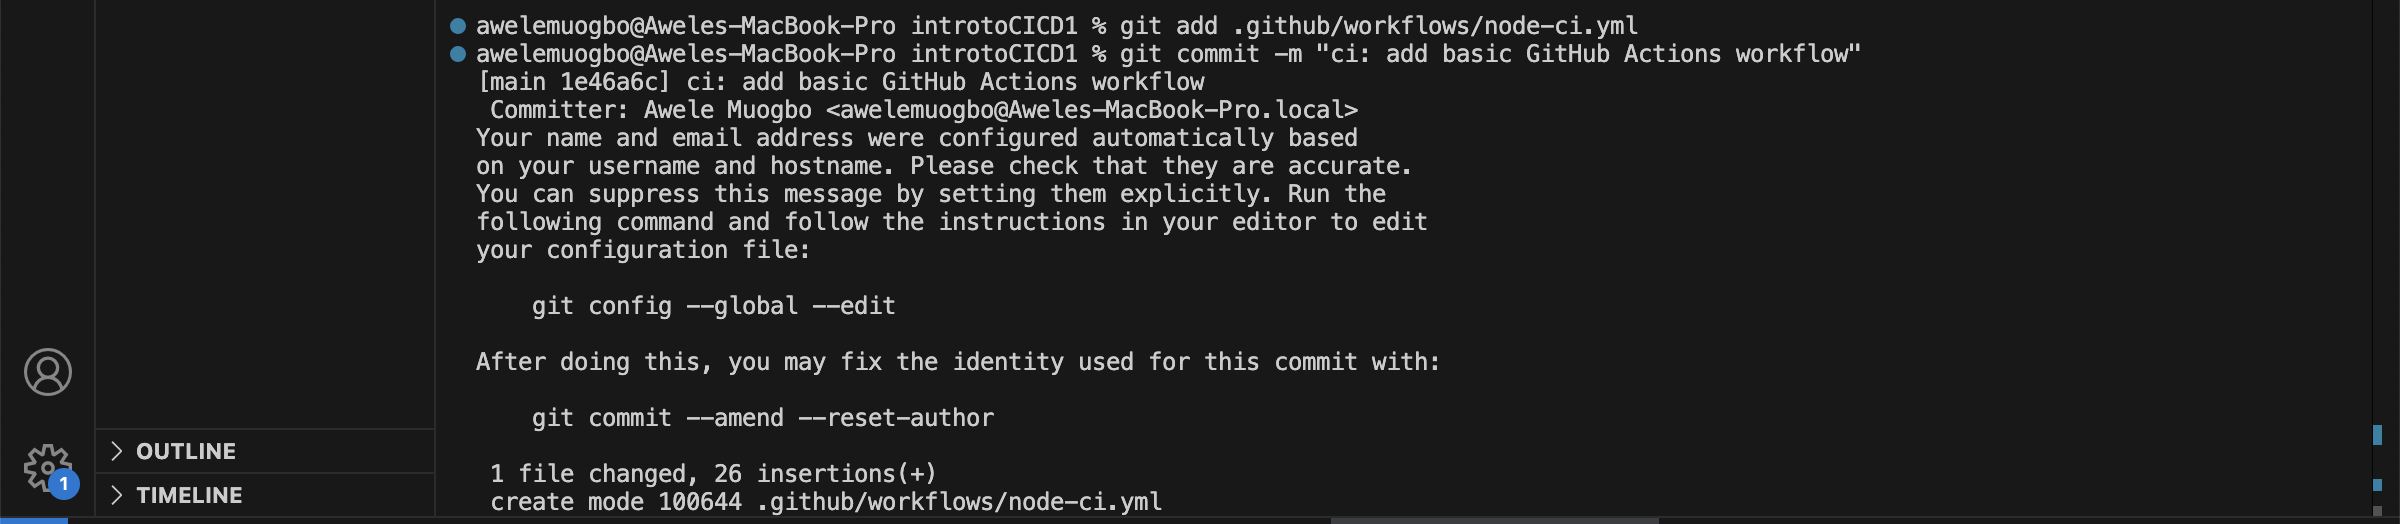 awelemuogbo@Aweles-MacBook-Pro introtoCICD1 % git add .github/workflows/node-ci.yml
awelemuogbo@Aweles-MacBook-Pro introtoCICD1 % git commit -m "ci: add basic GitHub Actions workflow"
[main 1e46a6c] ci: add basic GitHub Actions workflow
Committer: Awele Muogbo <awelemuogbo@Aweles-MacBook-Pro.local>
Your name and email address were configured automatically based
on your username and hostname. Please check that they are accurate.
You can suppress this message by setting them explicitly. Run the
following command and follow the instructions in your editor to edit
your configuration file:
git config --global --edit
After doing this, you may fix the identity used for this commit with:
git commit --amend --reset-author
1 file changed, 26 insertions(+)
create mode 100644 .github/workflows/node-ci.yml
OUTLINE
TIMELINE
1